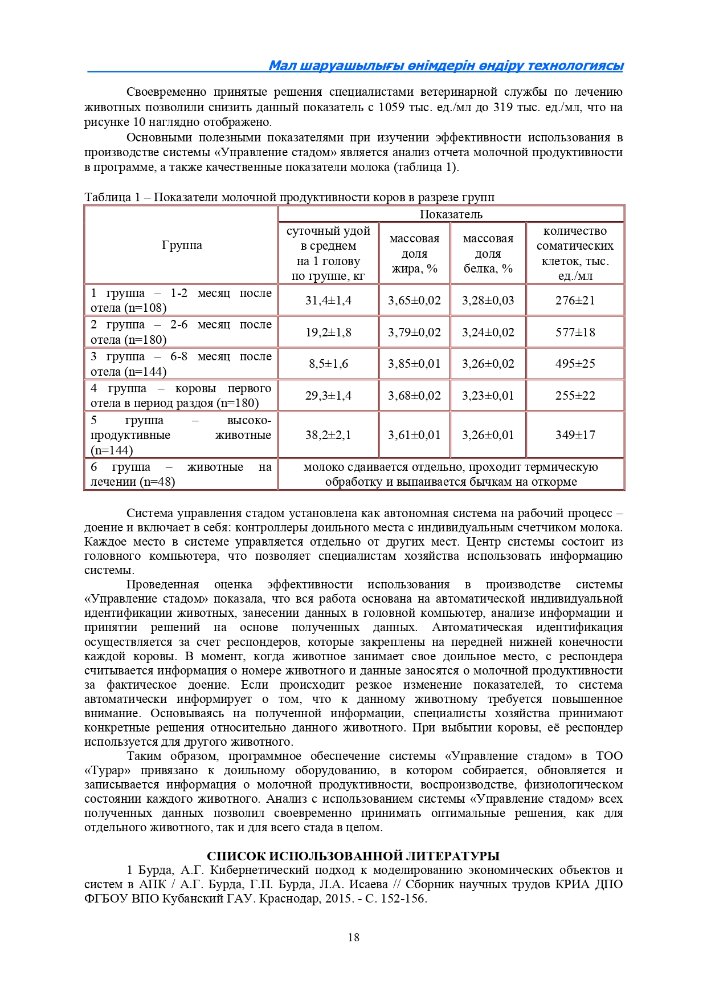 Мал шаруашылығы өнімдерін өндіру технологиясы
Своевременно принятые решения специалистами ветеринарной службы по лечению
животных позволили снизить данный показатель с 1059 тыс. ед./мл до 319 тыс. ед./мл, что на
рисунке 10 наглядно отображено.
Основными полезными показателями при изучении эффективности использования в
производстве системы «Управление стадом» является анализ отчета молочной продуктивности
в программе, а также качественные показатели молока (таблица 1).
Таблица 1 – Показатели молочной продуктивности коров в разрезе групп
Группа
Показатель
суточный удой
в среднем
на 1 голову
по группе, кг
массовая
доля
жира, %
массовая
доля
белка, %
количество
соматических
клеток, тыс.
ед./мл
1 группа – 1-2 месяц после
отела (n=108)
31,4±1,4
3,65±0,02
3,28±0,03
276±21
2 группа – 2-6 месяц после
отела (n=180)
19,2±1,8
3,79±0,02
3,24±0,02
577±18
3 группа – 6-8 месяц после
отела (n=144)
8,5±1,6
3,85±0,01
3,26±0,02
495±25
4 группа – коровы первого
отела в период раздоя (n=180)
29,3±1,4
3,68±0,02
3,23±0,01
255±22
5 группа – высоко-
продуктивные животные
(n=144)
38,2±2,1
3,61±0,01
3,26±0,01
349±17
6 группа – животные на
лечении (n=48)
молоко сдаивается отдельно, проходит термическую
обработку и выпаивается бычкам на откорме
Система управления стадом установлена как автономная система на рабочий процесс –
доение и включает в себя: контроллеры доильного места с индивидуальным счетчиком молока.
Каждое место в системе управляется отдельно от других мест. Центр системы состоит из
головного компьютера, что позволяет специалистам хозяйства использовать информацию
системы.
Проведенная оценка эффективности использования в производстве системы
«Управление стадом» показала, что вся работа основана на автоматической индивидуальной
идентификации животных, занесении данных в головной компьютер, анализе информации и
принятии решений на основе полученных данных. Автоматическая идентификация
осуществляется за счет респондеров, которые закреплены на передней нижней конечности
каждой коровы. В момент, когда животное занимает свое доильное место, с респондера
считывается информация о номере животного и данные заносятся о молочной продуктивности
за фактическое доение. Если происходит резкое изменение показателей, то система
автоматически информирует о том, что к данному животному требуется повышенное
внимание. Основываясь на полученной информации, специалисты хозяйства принимают
конкретные решения относительно данного животного. При выбытии коровы, её респондер
используется для другого животного.
Таким образом, программное обеспечение системы «Управление стадом» в ТОО
«Турар» привязано к доильному оборудованию, в котором собирается, обновляется и
записывается информация о молочной продуктивности, воспроизводстве, физиологическом
состоянии каждого животного. Анализ с использованием системы «Управление стадом» всех
полученных данных позволил своевременно принимать оптимальные решения, как для
отдельного животного, так и для всего стада в целом.
СПИСОК ИСПОЛЬЗОВАННОЙ ЛИТЕРАТУРЫ
1 Бурда, А.Г. Кибернетический подход к моделированию экономических объектов и
систем в АПК / А.Г. Бурда, Г.П. Бурда, Л.А. Исаева // Сборник научных трудов КРИА ДПО
ФГБОУ ВПО Кубанский ГАУ. Краснодар, 2015. - С. 152-156.
18